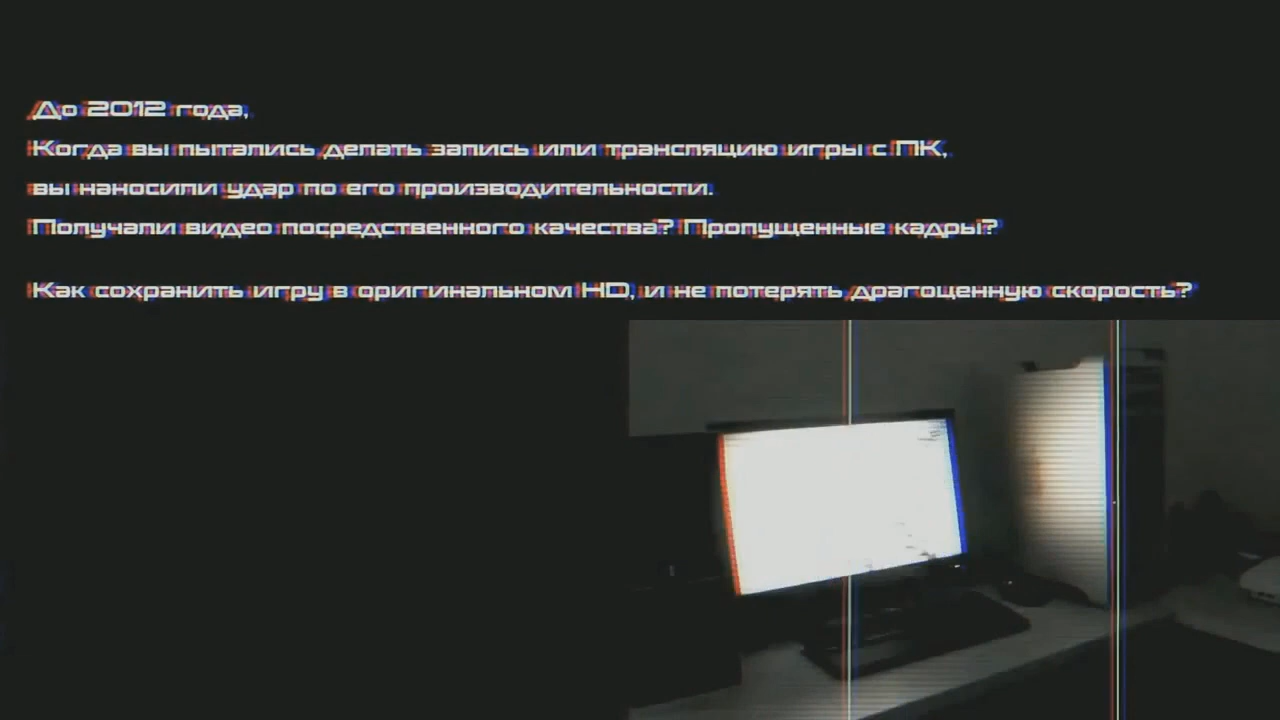 До 2012 года,
Когда вы пытались делать запись или трансляцию игры с ПК,
вы наносили удар по его производительности.
Получали видео посредственного качества? Пропущенные кадры?
Как сохранить игру в оригинальном HD, и не потерять драгоценную скорость?